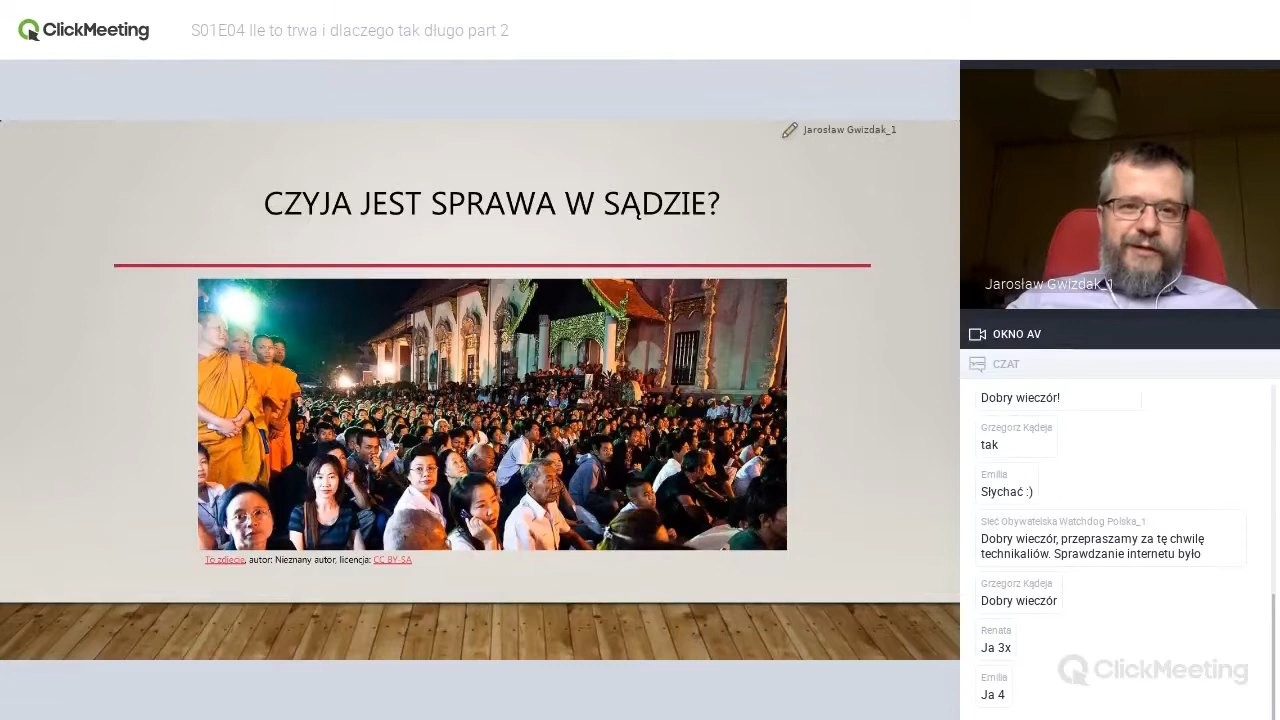 ClickMeeting
S01E04 Ile to trwa i dlaczego tak długo part 2
Jarosław Gwizdak_1
CZYJA JEST SPRAWA W SĄDZIE?
To zdjęcie, autor: Nieznany autor, licencja: CC BY-SA
Jarosław Gwizdak_1
OKNO AV
CZAT
Dobry wieczór!
Grzegorz Kądeja
tak
Emilia
Słychać :)
Sieć Obywatelska Watchdog Polska_1
Dobry wieczór, przepraszamy za tę chwilę
technikaliów. Sprawdzanie internetu było
Grzegorz Kądeja
Dobry wieczór
Renata
Ja 3x
Emilia
Ja 4
ClickMeeting